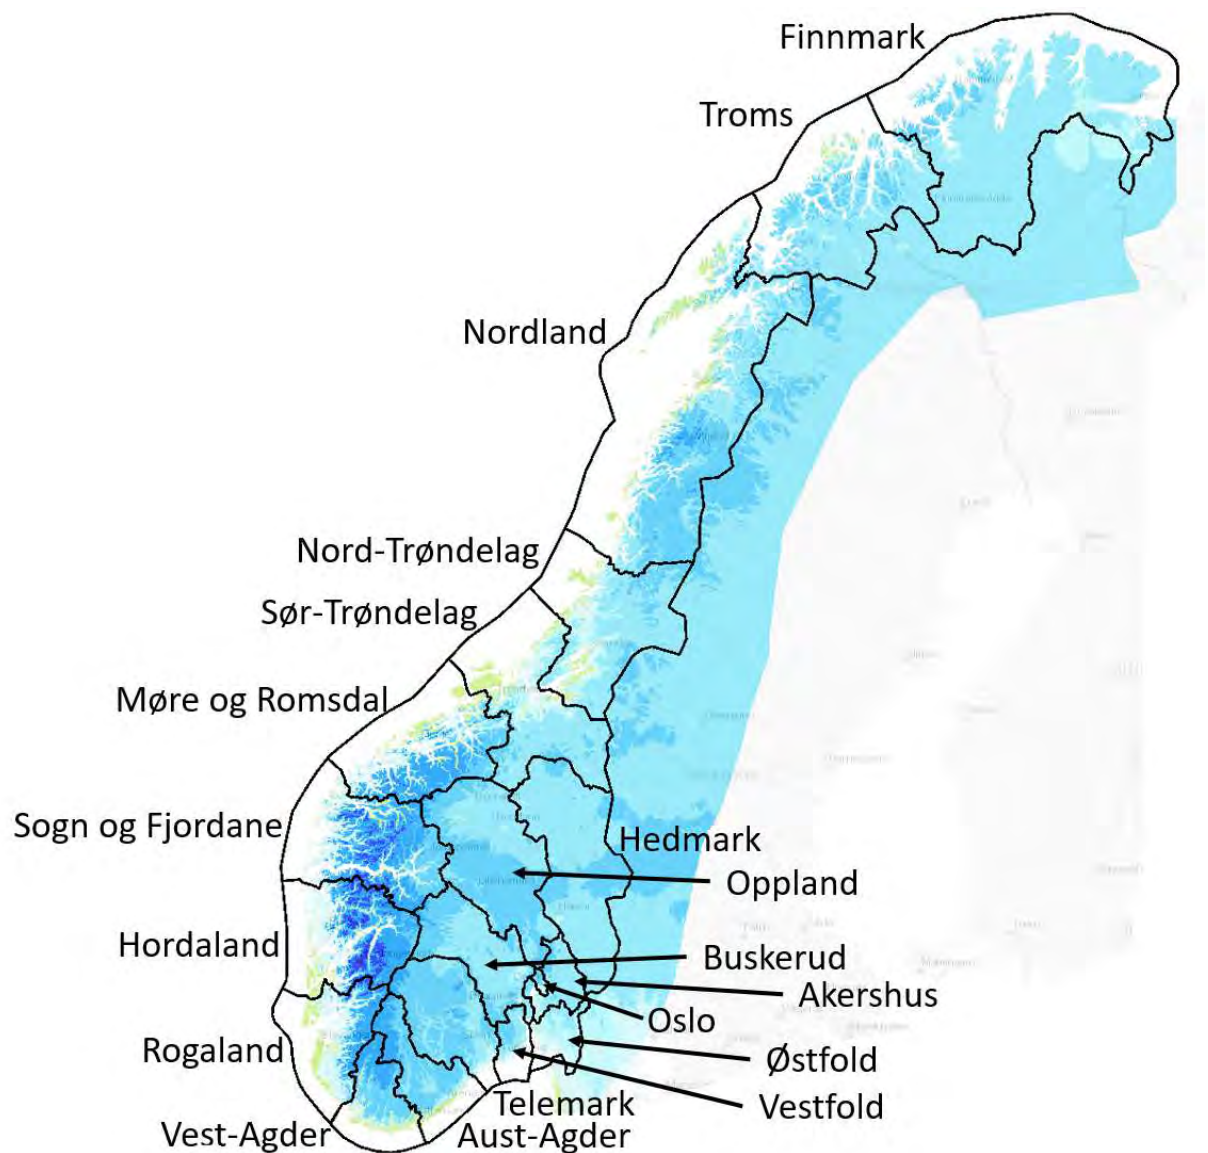 Finnmark
Troms
Nordland
Nord-Trøndelag
Sør-Trøndelag
Møre og Romsdal
Sogn og Fjordane
Hedmark
Oppland
Hordaland
Buskerud
Akershus
Oslo
Rogaland
Østfold
Telemark
Vestfold
Vest-Agder
Aust-Agder